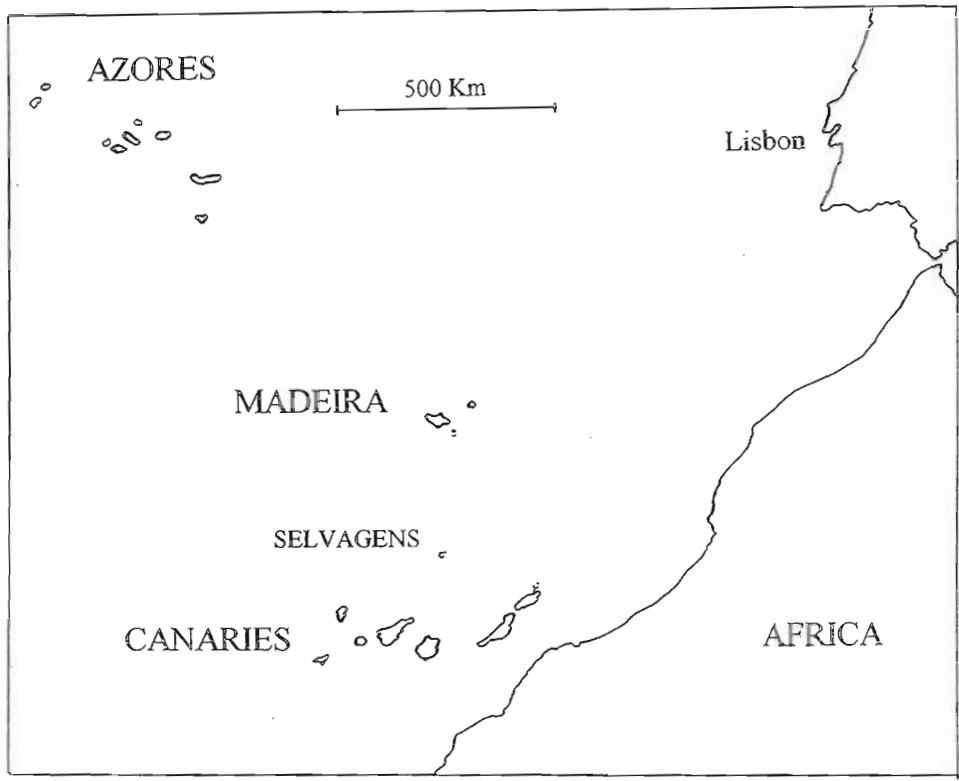 AZORES
500 Km
Lisbon
MADEIRA
SELVAGENS
CANARIES
AFRICA